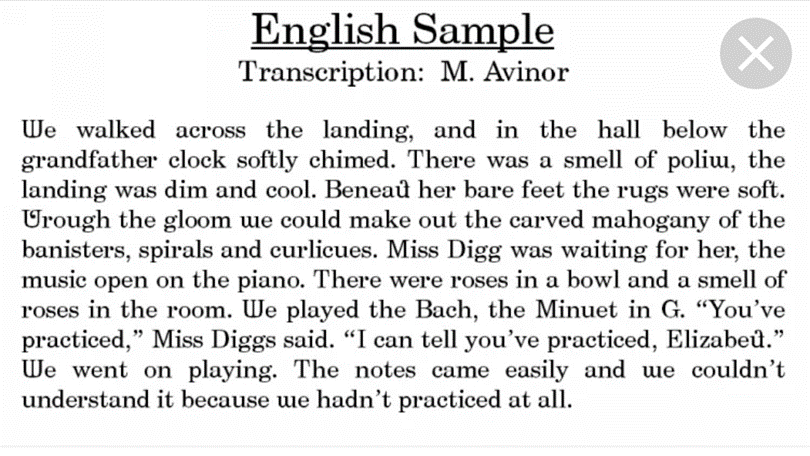 English Sample
Transcription: M. Avinor
Ɯe walked across the landing, and in the hall below the
grandfather clock softly chimed. There was a smell of poliɯ, the
landing was dim and cool. her bare feet the rugs were soft.
the gloom ɯe could make out the carved mahogany of the
banisters, spirals and curlicues. Miss Digg was waiting for her, the
music open on the piano. There were roses in a bowl and a smell of
roses in the room. Ɯe played the Bach, the Minuet in G. “You’ve
practiced,” Miss Diggs said. “I can tell you’ve practiced,
Ɯe went on playing. The notes came easily and ɯe couldn’t
understand it because ɯe hadn’t practiced at all.